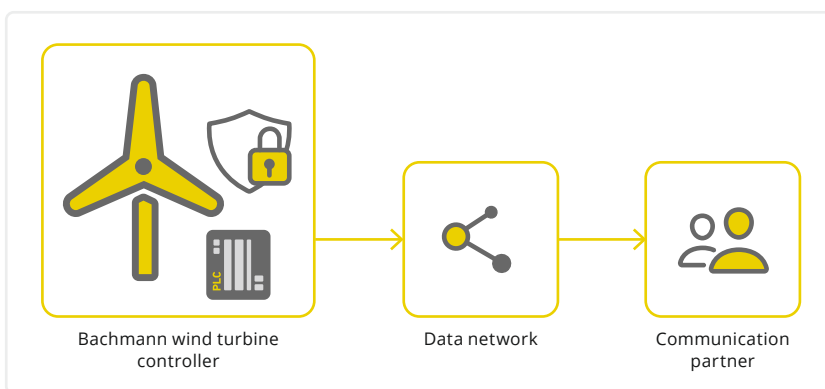 PLC
Bachmann wind turbine
controller
Data network
Communication
partner